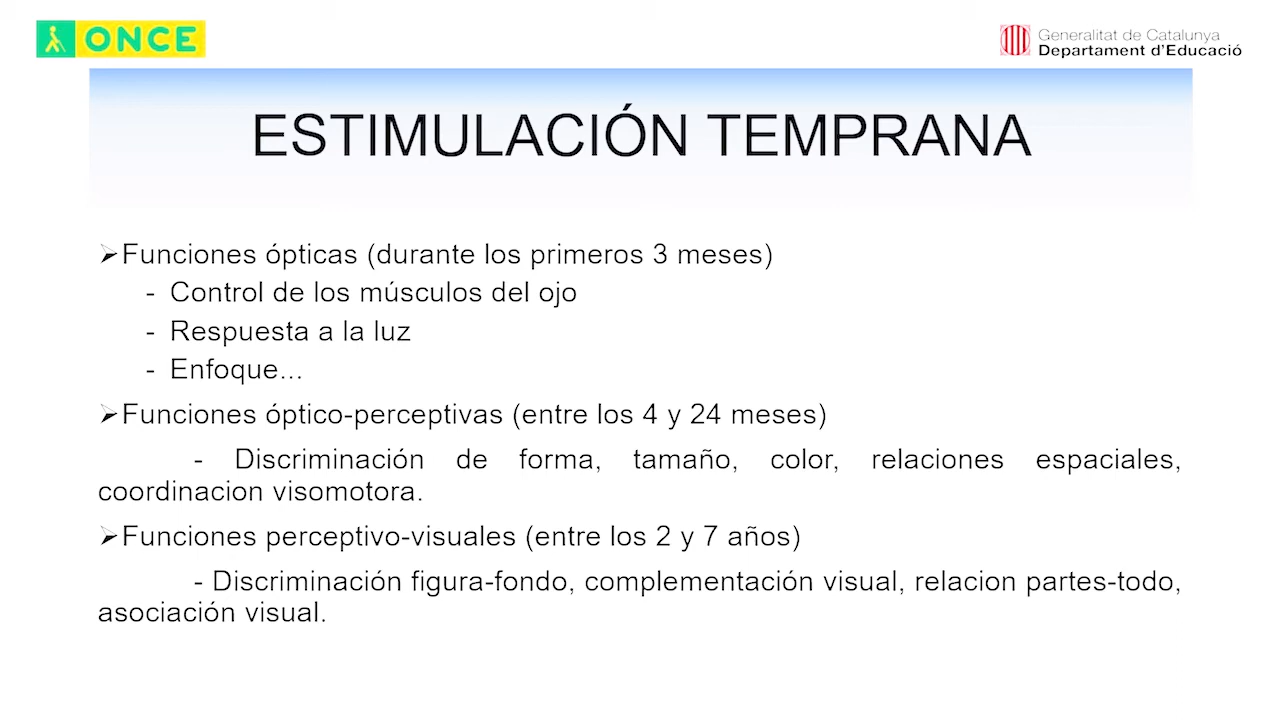 ONCE
Generalitat de Catalunya
Departament d'Educació
ESTIMULACIÓN TEMPRANA
➢Funciones ópticas (durante los primeros 3 meses)
- Control de los músculos del ojo
- Respuesta a la luz
- Enfoque...
➢Funciones óptico-perceptivas (entre los 4 y 24 meses)
- Discriminación de forma, tamaño, color, relaciones espaciales,
coordinacion visomotora.
➢Funciones perceptivo-visuales (entre los 2 y 7 años)
- Discriminación figura-fondo, complementación visual, relacion partes-todo,
asociación visual.